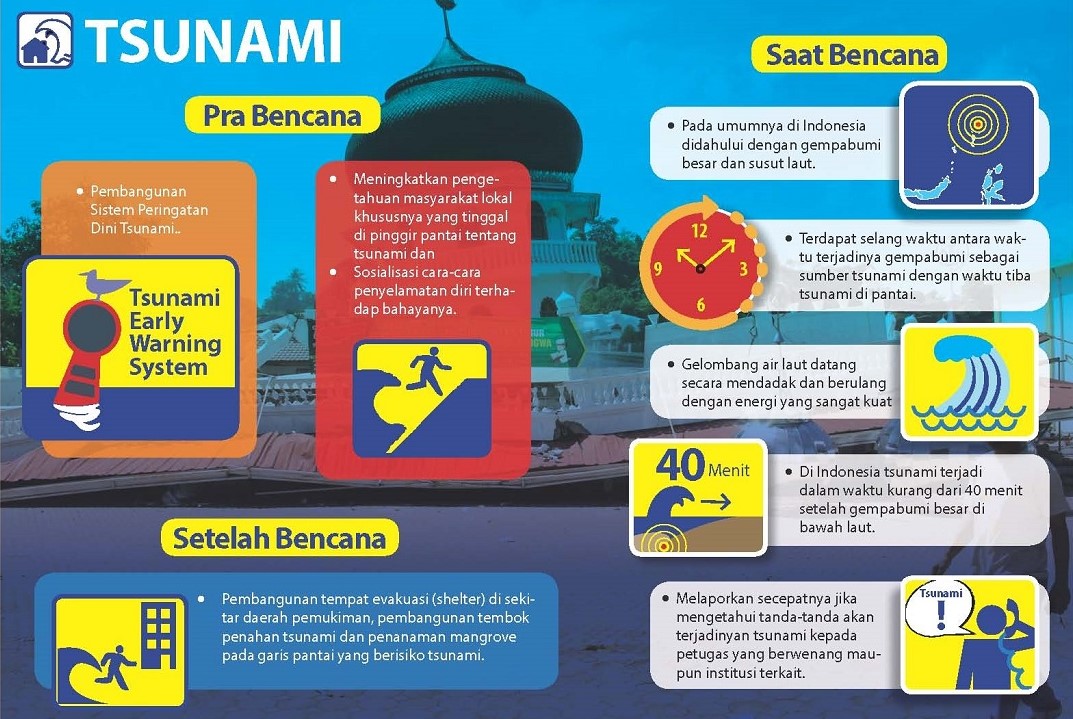 TSUNAMI
Pra Bencana
• Pembangunan
Sistem Peringatan
Dini Tsunami..
Tsunami
Early
Warning
System
• Meningkatkan penge-
tahuan masyarakat lokal
khususnya yang tinggal
di pinggir pantai tentang
tsunami dan
• Sosialisasi cara-cara
penyelamatan diri terha-
dap bahayanya.
Setelah Bencana
• Pembangunan tempat evakuasi (shelter) di seki-
tar daerah pemukiman, pembangunan tembok
penahan tsunami dan penanaman mangrove
pada garis pantai yang berisiko tsunami.
Saat Bencana
• Pada umumnya di Indonesia
didahului dengan gempabumi
besar dan susut laut.
12
9 3
6
• Terdapat selang waktu antara wak-
tu terjadinya gempabumi sebagai
sumber tsunami dengan waktu tiba
tsunami di pantai.
• Gelombang air laut datang
secara mendadak dan berulang
dengan energi yang sangat kuat
40 Menit
• Di Indonesia tsunami terjadi
dalam waktu kurang dari 40 menit
setelah gempabumi besar di
bawah laut.
• Melaporkan secepatnya jika
mengetahui tanda-tanda akan
terjadinyan tsunami kepada
petugas yang berwenang mau-
pun institusi terkait.
Tsunami
!